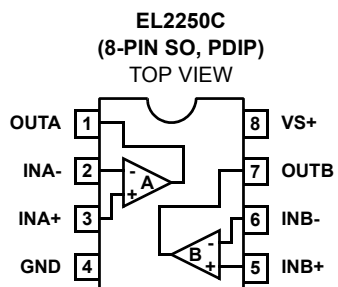 EL2250C
(8-PIN SO, PDIP)
TOP VIEW
OUTA 1 8 VS+
INA- 2 - A 7 OUTB
INA+ 3 + 6 INB-
- B
GND 4 + 5 INB+